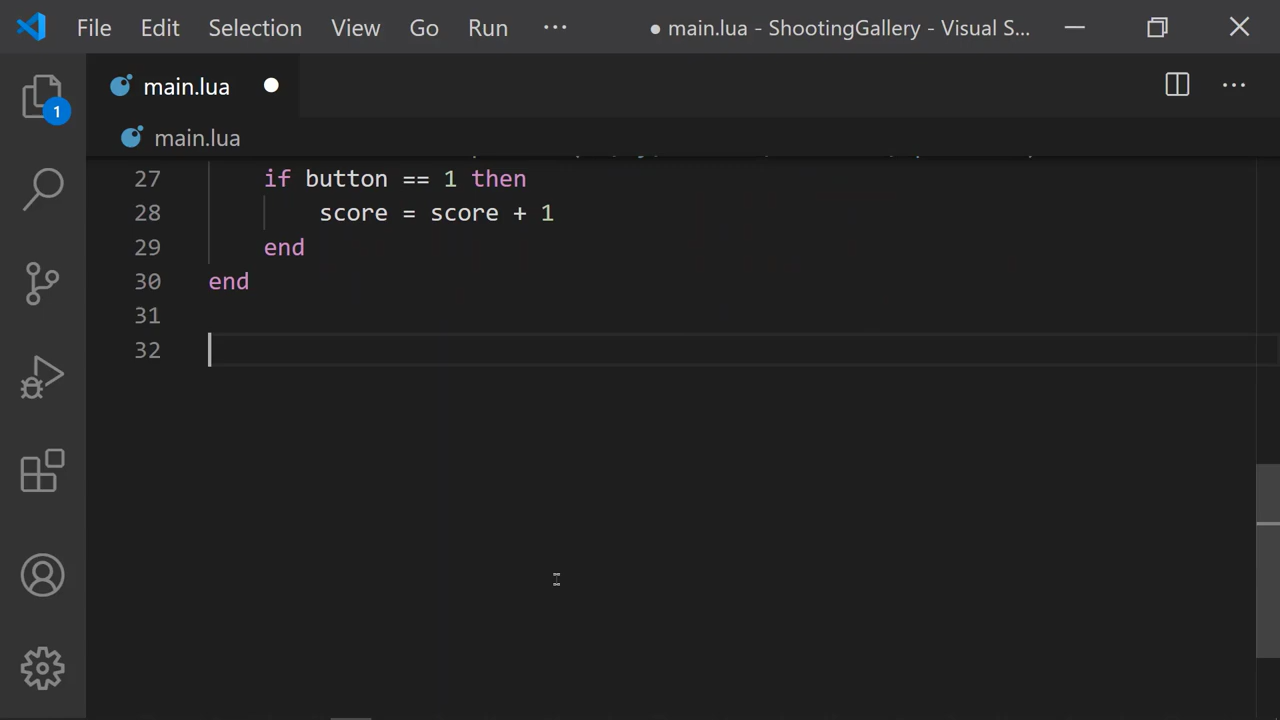 File Edit Selection View Go Run ··· ● main.lua - ShootingGallery - Visual S...
main.lua
1
main.lua
27 if button == 1 then
28 score = score + 1
29 end
30 end
31
32